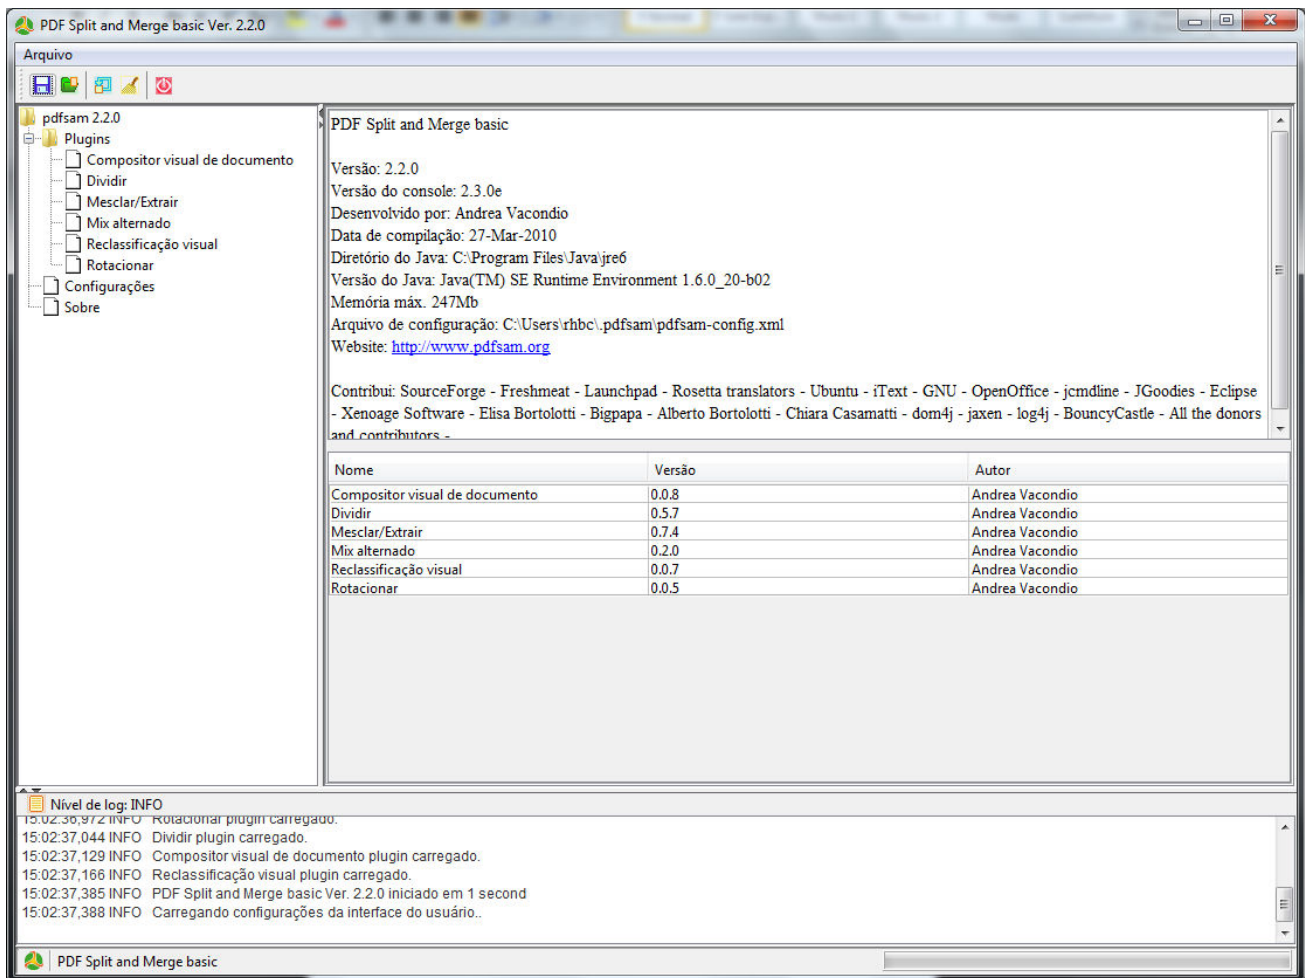 PDF Split and Merge basic Ver. 2.2.0
Arquivo
pdfsam 2.2.0
Plugins
Compositor visual de documento
Dividir
Mesclar/Extrair
Mix alternado
Reclassificação visual
Rotacionar
Configurações
Sobre
PDF Split and Merge basic
Versão: 2.2.0
Versão do console: 2.3.0e
Desenvolvido por: Andrea Vacondio
Data de compilação: 27-Mar-2010
Diretório do Java: C:\Program Files\Java\jre6
Versão do Java: Java(TM) SE Runtime Environment 1.6.0_20-b02
Memória máx. 247Mb
Arquivo de configuração: C:\Users\rhbc\.pdfsam\pdfsam-config.xml
Website: http://www.pdfsam.org
Contribui: SourceForge - Freshmeat - Launchpad - Rosetta translators - Ubuntu - iText - GNU - OpenOffice - jcmdline - JGoodies - Eclipse
- Xenoage Software - Elisa Bortolotti - Bigpapa - Alberto Bortolotti - Chiara Casamatti - dom4j - jaxen - log4j - BouncyCastle - All the donors
and contributors -
Nome Versão Autor
Compositor visual de documento 0.0.8 Andrea Vacondio
Dividir 0.5.7 Andrea Vacondio
Mesclar/Extrair 0.7.4 Andrea Vacondio
Mix alternado 0.2.0 Andrea Vacondio
Reclassificação visual 0.0.7 Andrea Vacondio
Rotacionar 0.0.5 Andrea Vacondio
Nível de log: INFO
15:02:36,972 INFO Rotacionar plugin carregado.
15:02:37,044 INFO Dividir plugin carregado.
15:02:37,129 INFO Compositor visual de documento plugin carregado.
15:02:37,166 INFO Reclassificação visual plugin carregado.
15:02:37,385 INFO PDF Split and Merge basic Ver. 2.2.0 iniciado em 1 second
15:02:37,388 INFO Carregando configurações da interface do usuário..
PDF Split and Merge basic